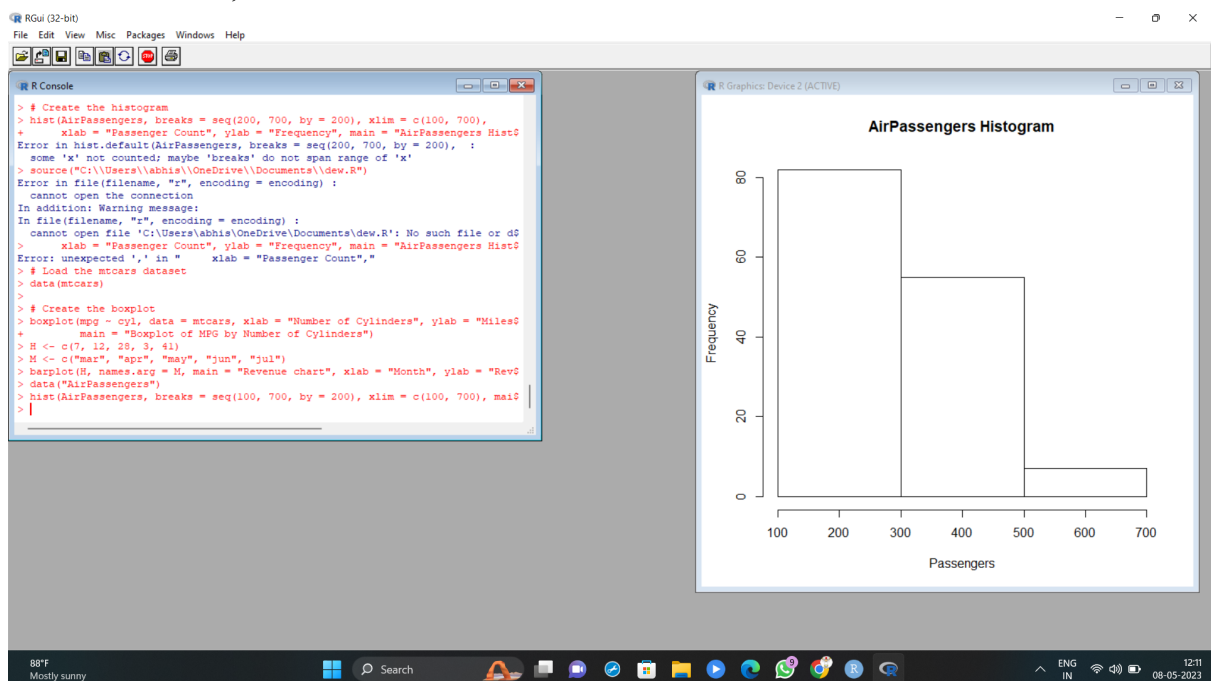 RGui (32-bit)
File Edit View Misc Packages Windows Help
STOP
R Console
> # Create the histogram
> hist(AirPassengers, breaks = seq(200, 700, by = 200), xlim = c(100, 700),
+ xlab = "Passenger Count", ylab = "Frequency", main = "AirPassengers Hist$
Error in hist.default(AirPassengers, breaks = seq(200, 700, by = 200), :
some 'x' not counted; maybe 'breaks' do not span range of 'x'
> source("C:\\Users\\abhis\\OneDrive\\Documents\\dew.R")
Error in file(filename, "r", encoding = encoding) :
cannot open the connection
In addition: Warning message:
In file(filename, "r", encoding = encoding) :
cannot open file 'C:\Users\abhis\OneDrive\Documents\dew.R': No such file or d$
> xlab = "Passenger Count", ylab = "Frequency", main = "AirPassengers Hist$
Error: unexpected ',' in " xlab = "Passenger Count","
> # Load the mtcars dataset
> data(mtcars)
>
> # Create the boxplot
> boxplot(mpg ~ cyl, data = mtcars, xlab = "Number of Cylinders", ylab = "Miles$
+ main = "Boxplot of MPG by Number of Cylinders")
> H <- c(7, 12, 28, 3, 41)
> M <- c("mar", "apr", "may", "jun", "jul")
> barplot(H, names.arg = M, main = "Revenue chart", xlab = "Month", ylab = "Rev$
> data("AirPassengers")
> hist(AirPassengers, breaks = seq(100, 700, by = 200), xlim = c(100, 700), mai$
>
R Graphics: Device 2 (ACTIVE)
AirPassengers Histogram
Frequency
80
60
40
20
0
100 200 300 400 500 600 700
Passengers
88°F
Mostly sunny
Search
9
ENG
IN
12:11
08-05-2023